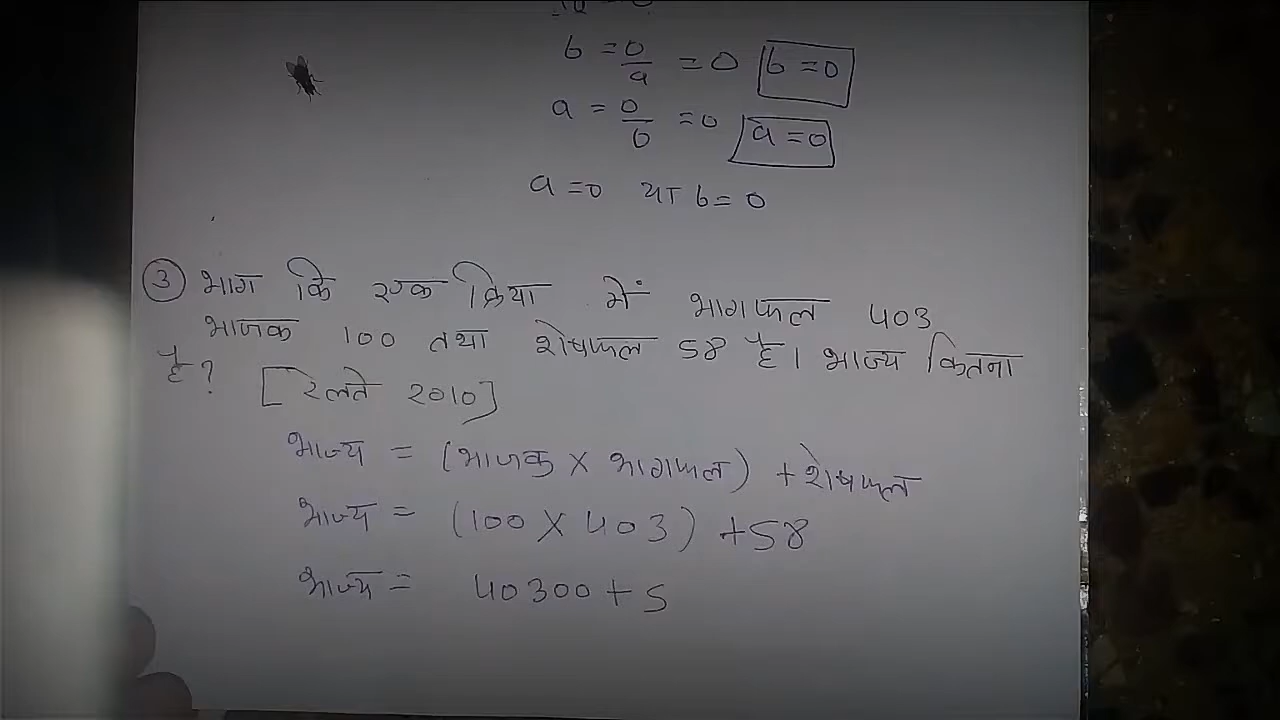 b = 0/a = 0 b = 0
a = 0/b = 0 a = 0
a = 0 या b = 0
③ भाग कि एक क्रिया में भागफल 403
भाजक 100 तथा शेषफल 58 है। भाज्य कितना
है? [रेलवे 2010]
भाज्य = (भाजक × भागफल) + शेषफल
भाज्य = (100 × 403) + 58
भाज्य = 40300 + 5